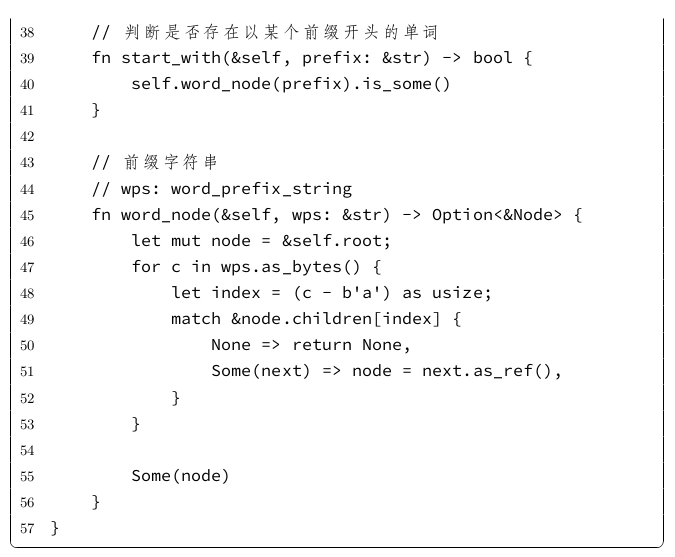 38 // 判断是否存在以某个前缀开头的单词
39 fn start_with(&self, prefix: &str) -> bool {
40 self.word_node(prefix).is_some()
41 }
42
43 // 前缀字符串
44 // wps: word_prefix_string
45 fn word_node(&self, wps: &str) -> Option<&Node> {
46 let mut node = &self.root;
47 for c in wps.as_bytes() {
48 let index = (c - b'a') as usize;
49 match &node.children[index] {
50 None => return None,
51 Some(next) => node = next.as_ref(),
52 }
53 }
54
55 Some(node)
56 }
57 }